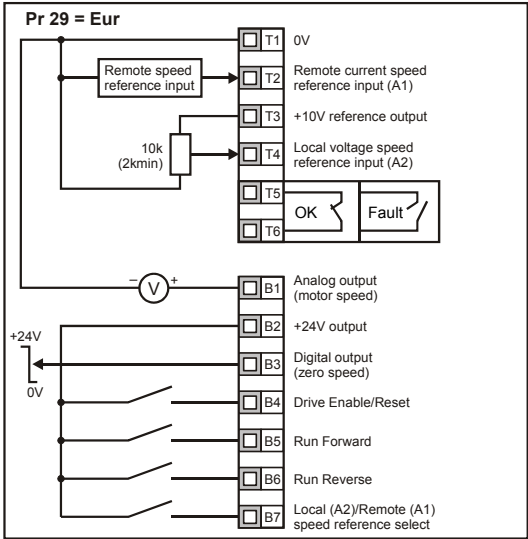 Pr 29 = Eur
T1 0V
Remote speed
reference input
T2 Remote current speed
reference input (A1)
T3 +10V reference output
10k
(2kmin)
T4 Local voltage speed
reference input (A2)
T5
OK Fault
T6
– V +
B1 Analog output
(motor speed)
B2 +24V output
+24V
0V
B3 Digital output
(zero speed)
B4 Drive Enable/Reset
B5 Run Forward
B6 Run Reverse
B7 Local (A2)/Remote (A1)
speed reference select